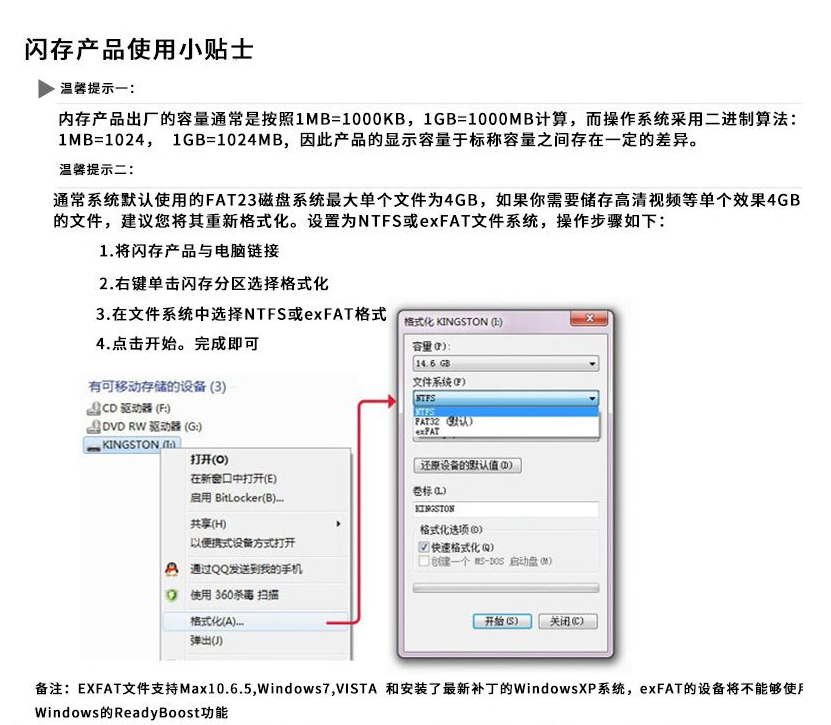 闪存产品使用小贴士
温馨提示一：
内存产品出厂的容量通常是按照1MB=1000KB，1GB=1000MB计算，而操作系统采用二进制算法：
1MB=1024， 1GB=1024MB, 因此产品的显示容量于标称容量之间存在一定的差异。
温馨提示二：
通常系统默认使用的FAT23磁盘系统最大单个文件为4GB，如果你需要储存高清视频等单个效果4GB
的文件，建议您将其重新格式化。设置为NTFS或exFAT文件系统，操作步骤如下：
1.将闪存产品与电脑链接
2.右键单击闪存分区选择格式化
3.在文件系统中选择NTFS或exFAT格式
4.点击开始。完成即可
有可移动存储的设备 (3)
CD 驱动器 (F:)
DVD RW 驱动器 (G:)
KINGSTON (I:)
打开(O)
在新窗口中打开(E)
启用 BitLocker(B)...
共享(H)
以便携式设备方式打开
通过QQ发送到我的手机
使用 360杀毒 扫描
格式化(A)...
弹出(J)
格式化 KINGSTON (I:)
容量(P):
14.6 GB
文件系统(F)
NTFS
NTFS
FAT32 (默认)
exFAT
还原设备的默认值(D)
卷标(L)
KINGSTON
格式化选项(O)
快速格式化(Q)
创建一个 MS-DOS 启动盘(M)
开始(S)
关闭(C)
备注：EXFAT文件支持Max10.6.5,Windows7,VISTA 和安装了最新补丁的WindowsXP系统，exFAT的设备将不能够使用
Windows的ReadyBoost功能